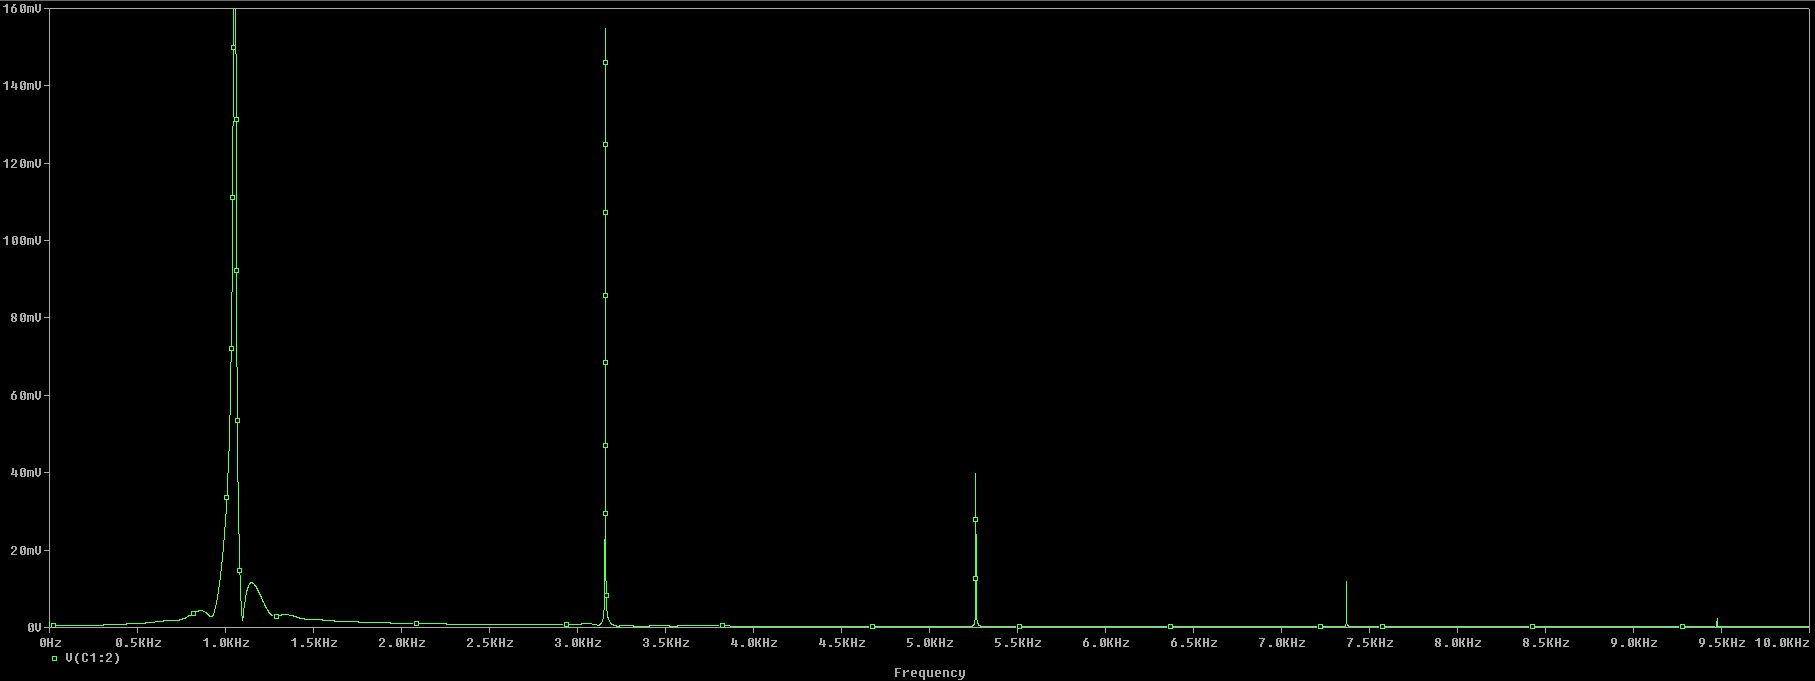 160mV
140mV
120mV
100mV
80mV
60mV
40mV
20mV
0V
0Hz 0.5KHz 1.0KHz 1.5KHz 2.0KHz 2.5KHz 3.0KHz 3.5KHz 4.0KHz 4.5KHz 5.0KHz 5.5KHz 6.0KHz 6.5KHz 7.0KHz 7.5KHz 8.0KHz 8.5KHz 9.0KHz 9.5KHz 10.0KHz
V(C1:2)
Frequency